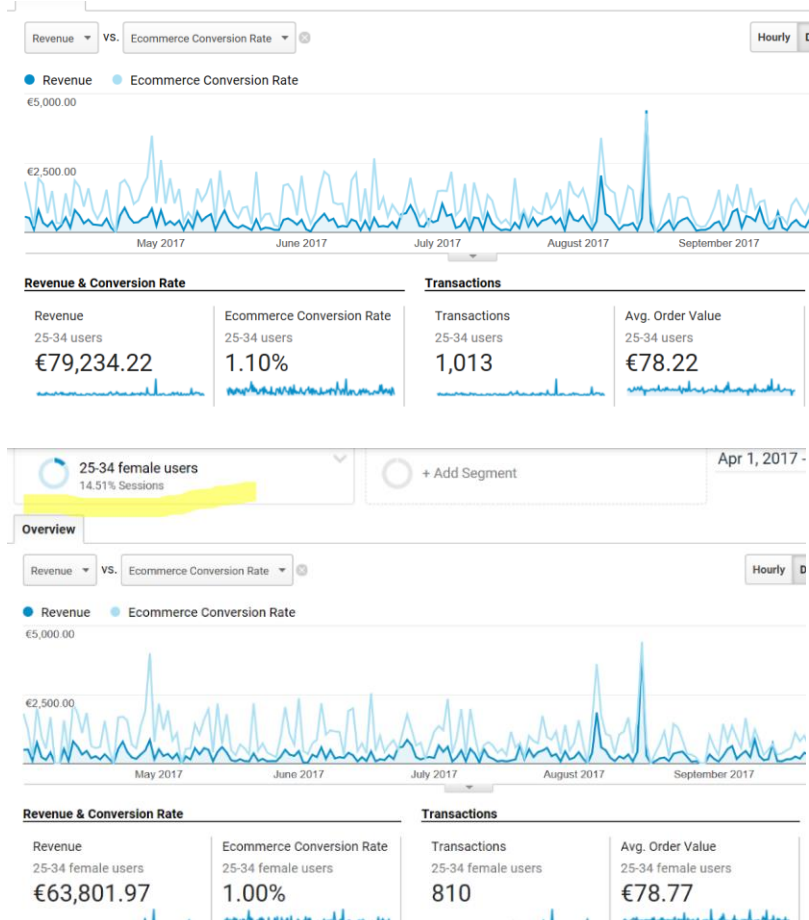 Revenue VS. Ecommerce Conversion Rate Hourly D
Revenue Ecommerce Conversion Rate
€5,000.00
€2,500.00
May 2017 June 2017 July 2017 August 2017 September 2017
Revenue & Conversion Rate Transactions
Revenue Ecommerce Conversion Rate Transactions Avg. Order Value
25-34 users 25-34 users 25-34 users 25-34 users
€79,234.22 1.10% 1,013 €78.22
25-34 female users + Add Segment Apr 1, 2017 -
14.51% Sessions
Overview
Revenue VS. Ecommerce Conversion Rate Hourly D
Revenue Ecommerce Conversion Rate
€5,000.00
€2,500.00
May 2017 June 2017 July 2017 August 2017 September 2017
Revenue & Conversion Rate Transactions
Revenue Ecommerce Conversion Rate Transactions Avg. Order Value
25-34 female users 25-34 female users 25-34 female users 25-34 female users
€63,801.97 1.00% 810 €78.77